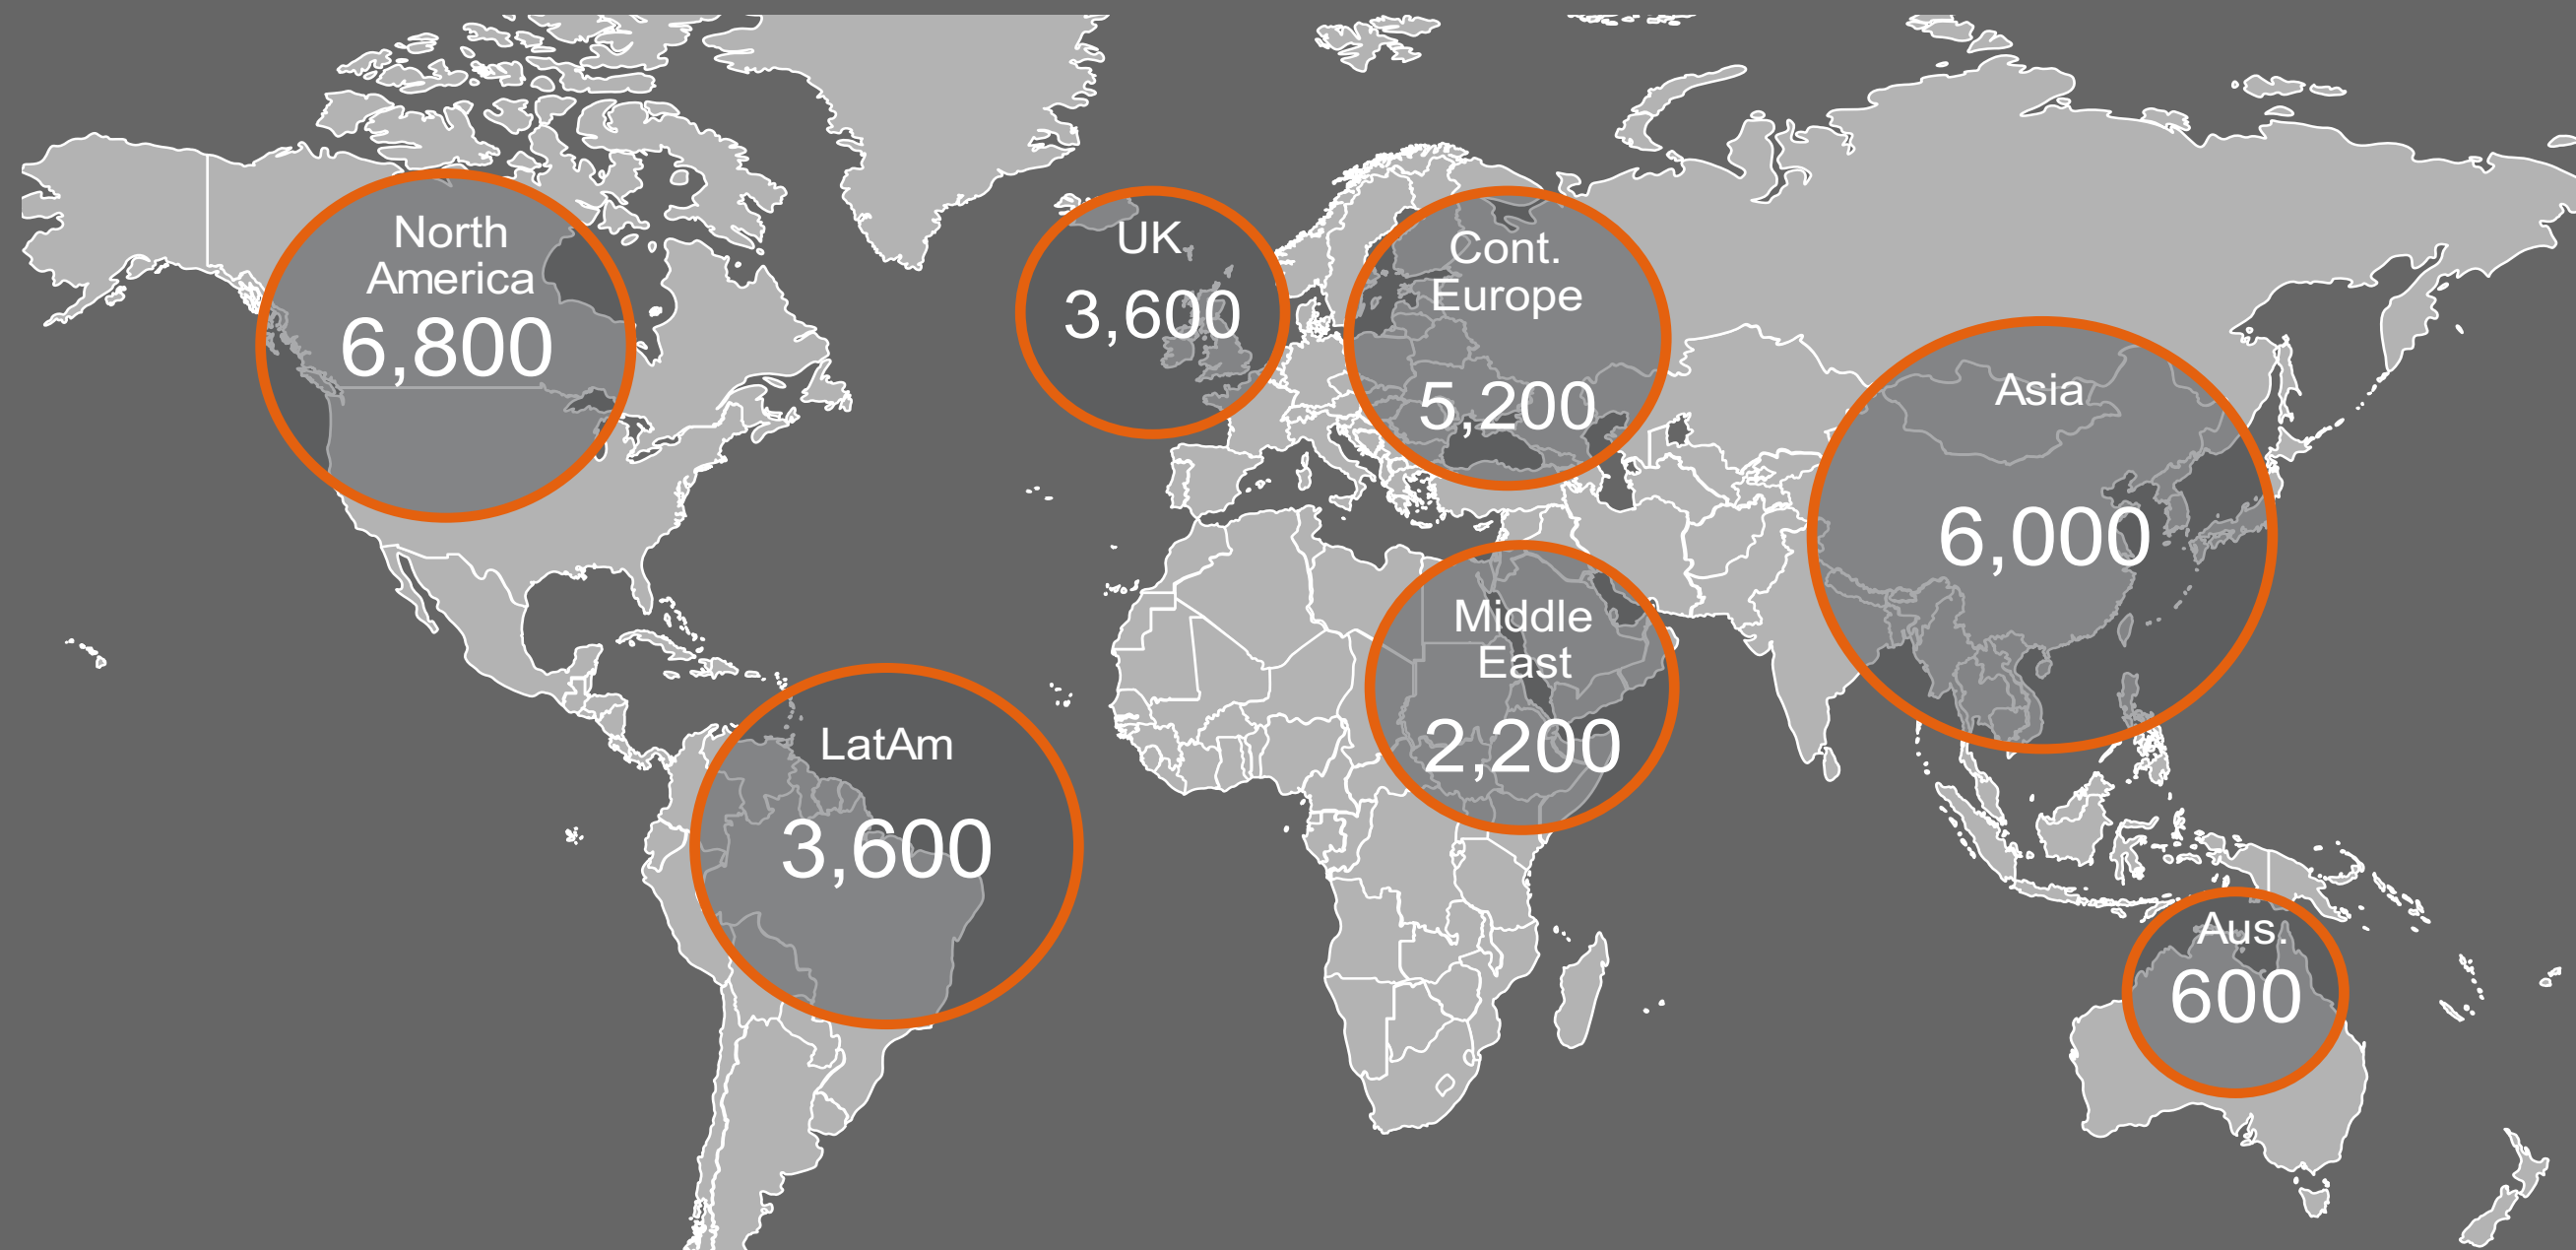 North
America
6,800
UK
3,600
Cont.
Europe
5,200
Asia
6,000
Middle
East
2,200
LatAm
3,600
Aus.
600